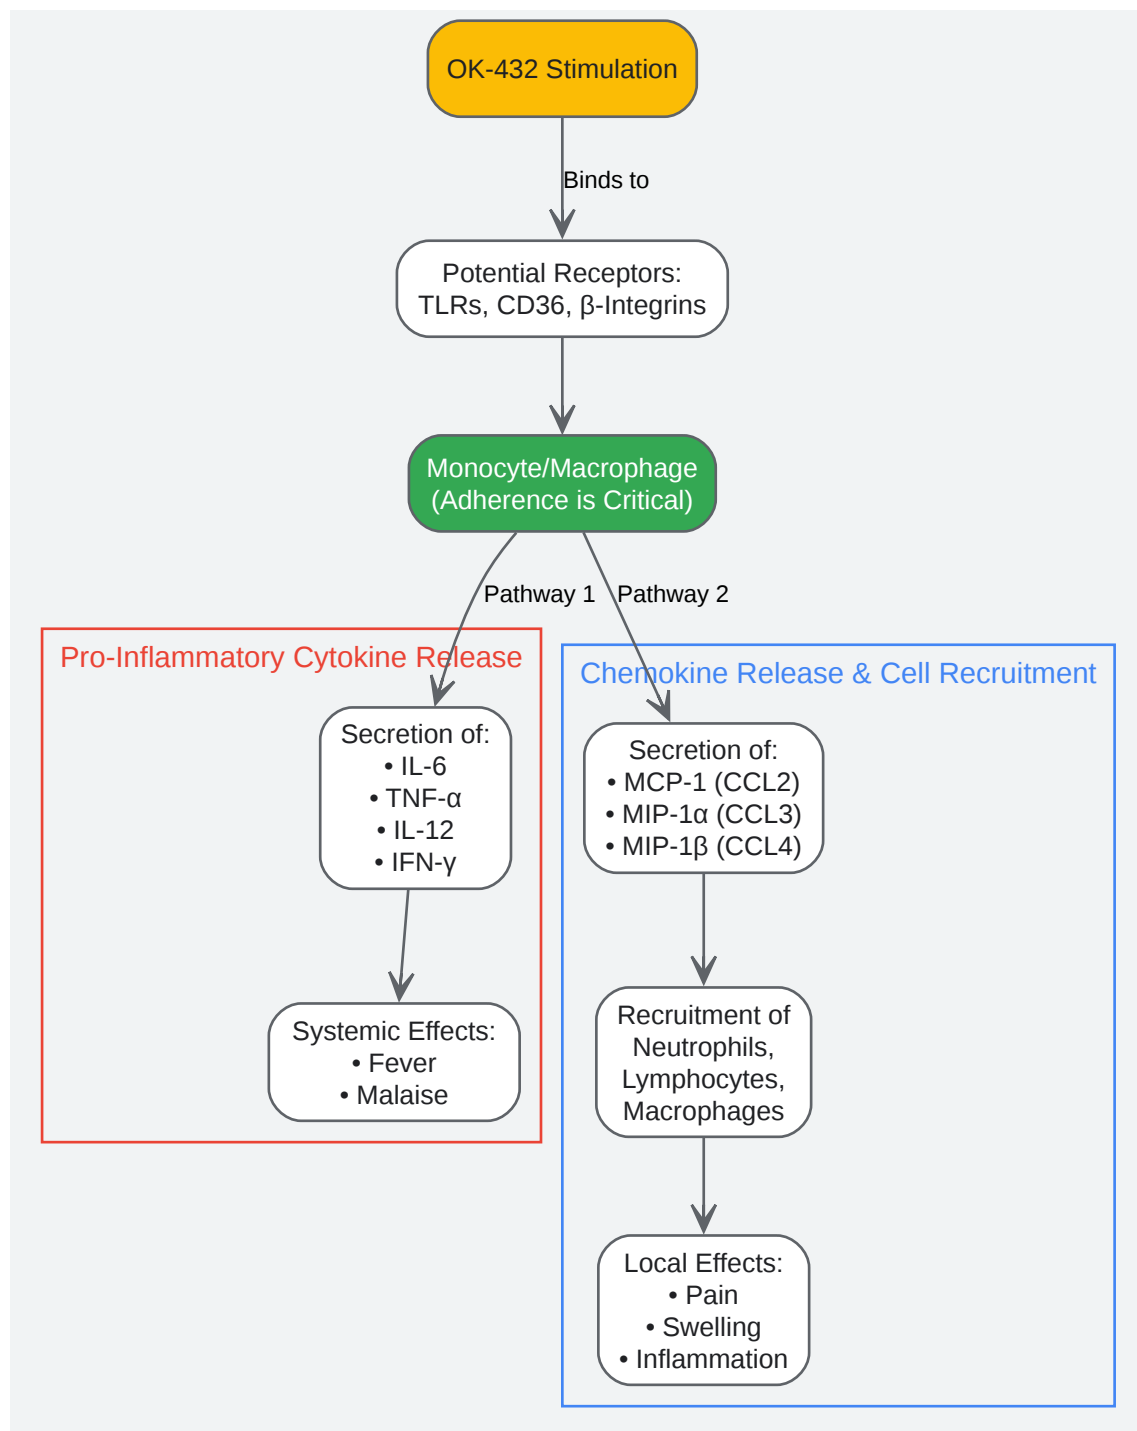 OK-432 Stimulation
Binds to
Potential Receptors:
TLRs, CD36, β-Integrins
Monocyte/Macrophage
(Adherence is Critical)
Pathway 1
Pathway 2
Pro-Inflammatory Cytokine Release
Secretion of:
• IL-6
• TNF-α
• IL-12
• IFN-γ
Systemic Effects:
• Fever
• Malaise
Chemokine Release & Cell Recruitment
Secretion of:
• MCP-1 (CCL2)
• MIP-1α (CCL3)
• MIP-1β (CCL4)
Recruitment of
Neutrophils,
Lymphocytes,
Macrophages
Local Effects:
• Pain
• Swelling
• Inflammation